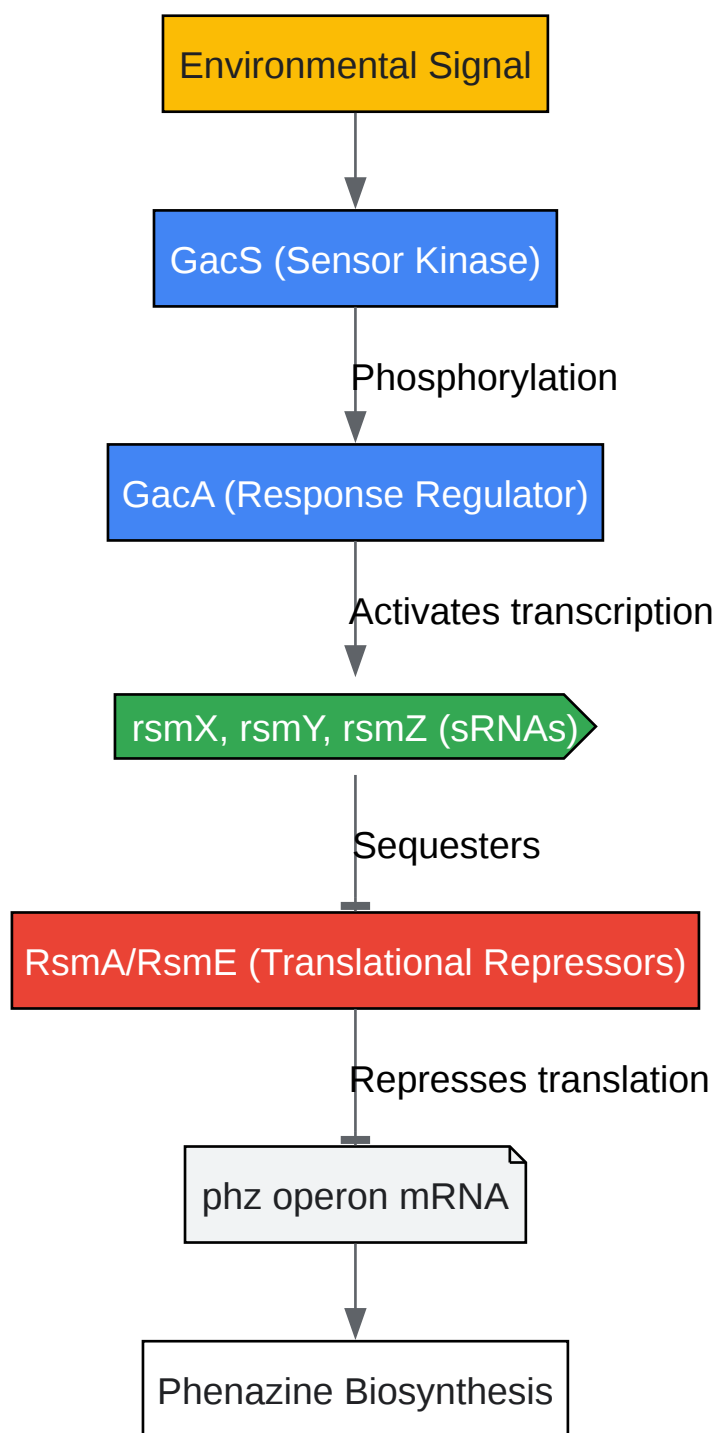 Environmental Signal
GacS (Sensor Kinase)
Phosphorylation
GacA (Response Regulator)
Activates transcription
rsmX, rsmY, rsmZ (sRNAs)
Sequesters
RsmA/RsmE (Translational Repressors)
Represses translation
phz operon mRNA
Phenazine Biosynthesis